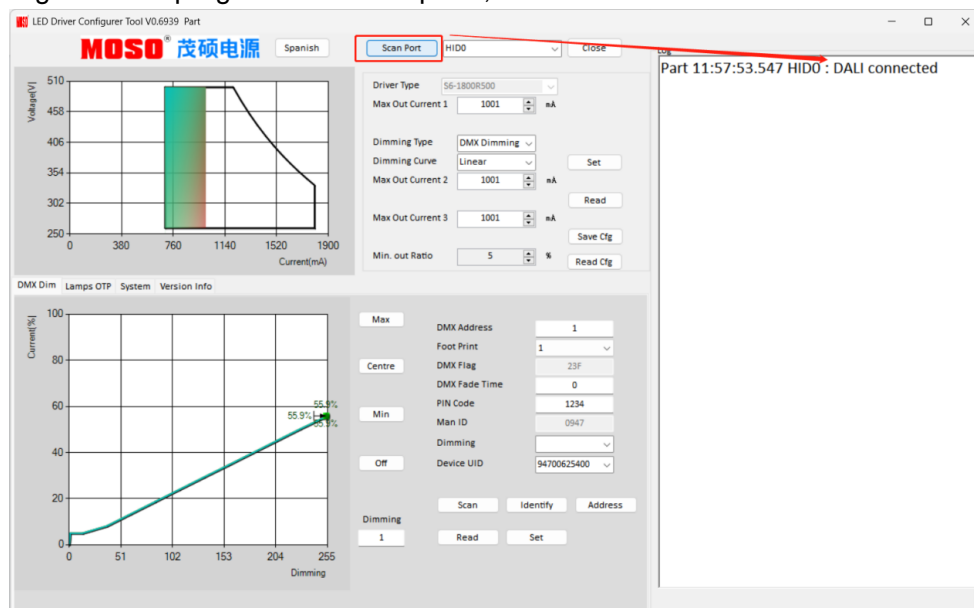 LED Driver Configurer Tool V0.6939 Part
MOSO® 茂硕电源
Spanish
Scan Port
HID0
Close
Part 11:57:53.547 HID0 : DALI connected
Voltage[V]
510
458
406
354
302
250
0 380 760 1140 1520 1900
Current(mA)
Driver Type S6-1800R500
Max Out Current 1 1001 mA
Dimming Type DMX Dimming
Dimming Curve Linear Set
Max Out Current 2 1001 mA
Read
Max Out Current 3 1001 mA
Save Cfg
Min. out Ratio 5 %
Read Cfg
DMX Dim Lamps OTP System Version Info
Current[%]
100
80
60
40
20
0
55.9%
55.9%
55.9%
0 51 102 153 204 255
Dimming
Max
Centre
Min
Off
Dimming
1
DMX Address 1
Foot Print 1
DMX Flag 23F
DMX Fade Time 0
PIN Code 1234
Man ID 0947
Dimming
Device UID 94700625400
Scan Identify Address
Read Set